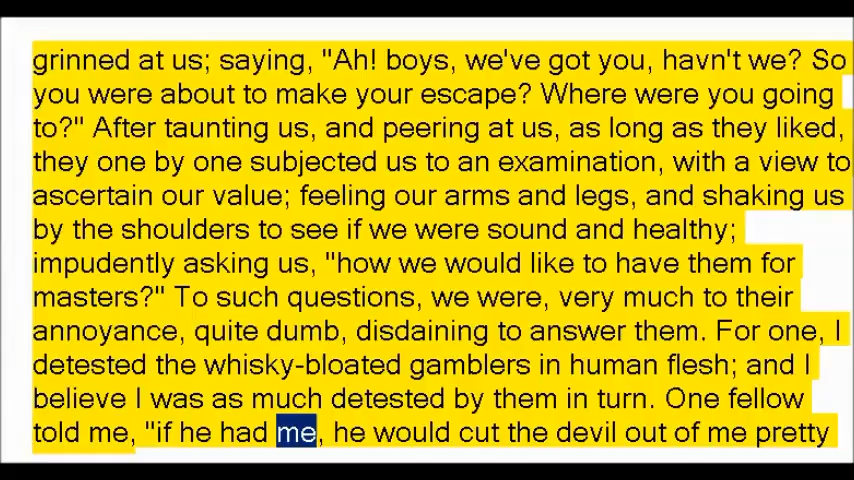 grinned at us; saying, "Ah! boys, we've got you, havn't we? So
you were about to make your escape? Where were you going
to?" After taunting us, and peering at us, as long as they liked,
they one by one subjected us to an examination, with a view to
ascertain our value; feeling our arms and legs, and shaking us
by the shoulders to see if we were sound and healthy;
impudently asking us, "how we would like to have them for
masters?" To such questions, we were, very much to their
annoyance, quite dumb, disdaining to answer them. For one, I
detested the whisky-bloated gamblers in human flesh; and I
believe I was as much detested by them in turn. One fellow
told me, "if he had me, he would cut the devil out of me pretty